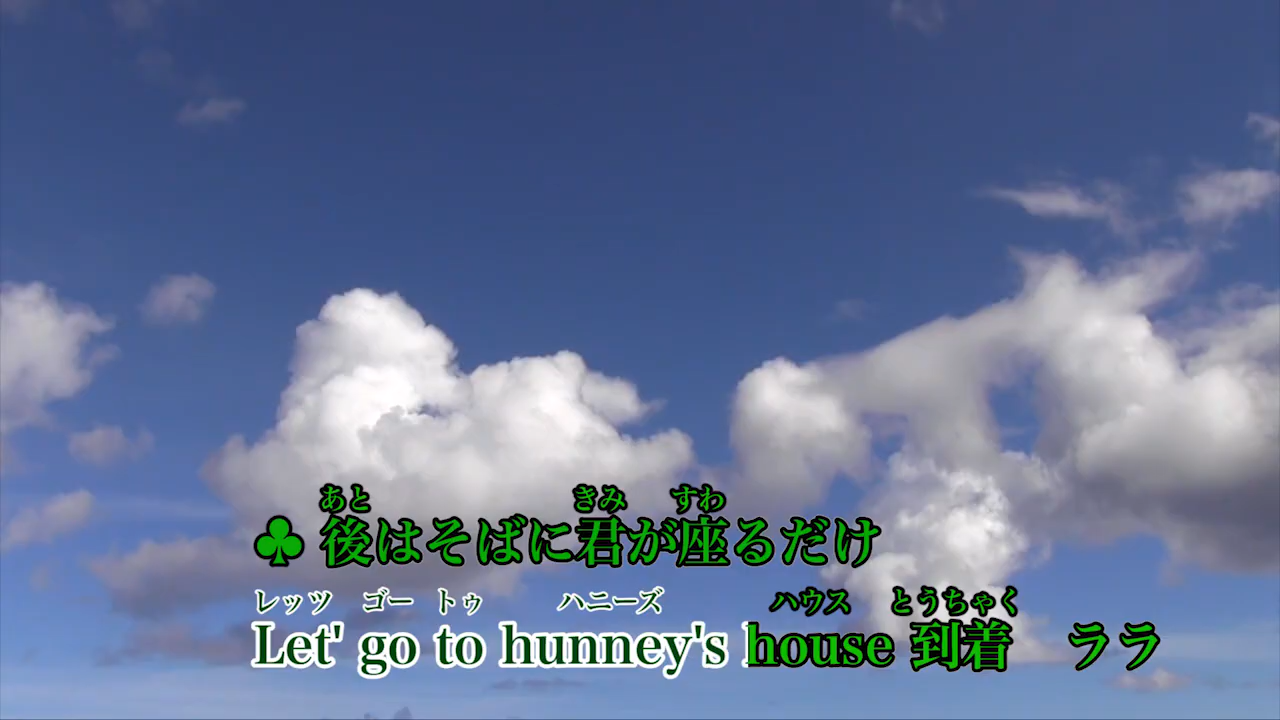 あと きみ すわ
♣ 後はそばに君が座るだけ
レッツ ゴー トゥ ハニーズ ハウス とうちゃく
Let' go to hunney's house 到着 ララ